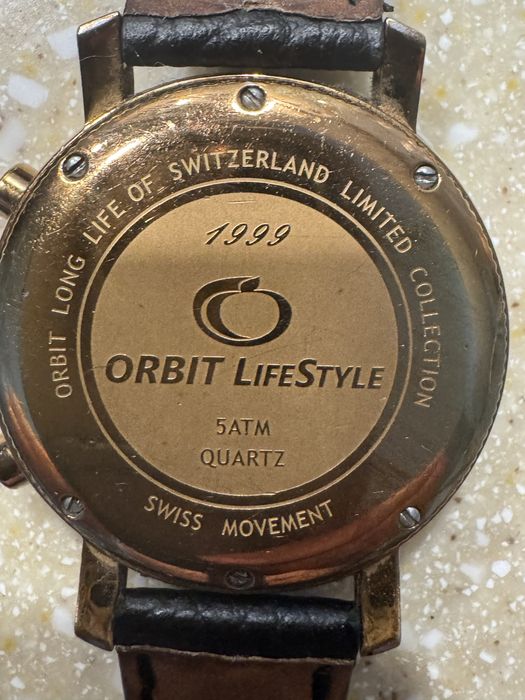 ORBIT LONG LIFE OF SWITZERLAND LIMITED COLLECTION
1999
ORBIT LIFESTYLE
5ATM
QUARTZ
SWISS MOVEMENT